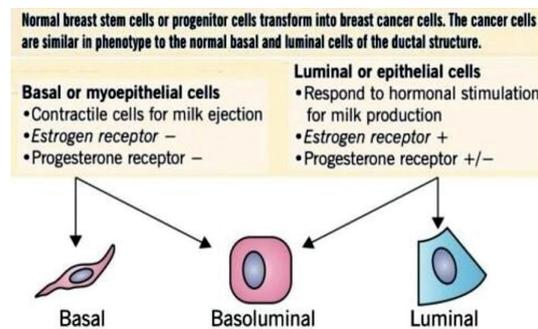 Normal breast stem cells or progenitor cells transform into breast cancer cells. The cancer cells
are similar in phenotype to the normal basal and luminal cells of the ductal structure.
Basal or myoepithelial cells
•Contractile cells for milk ejection
•Estrogen receptor –
•Progesterone receptor –
Luminal or epithelial cells
•Respond to hormonal stimulation
for milk production
•Estrogen receptor +
•Progesterone receptor +/–
Basal
Basoluminal
Luminal